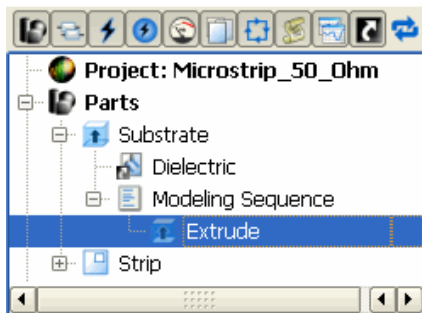 Project: Microstrip_50_Ohm
Parts
Substrate
Dielectric
Modeling Sequence
Extrude
Strip